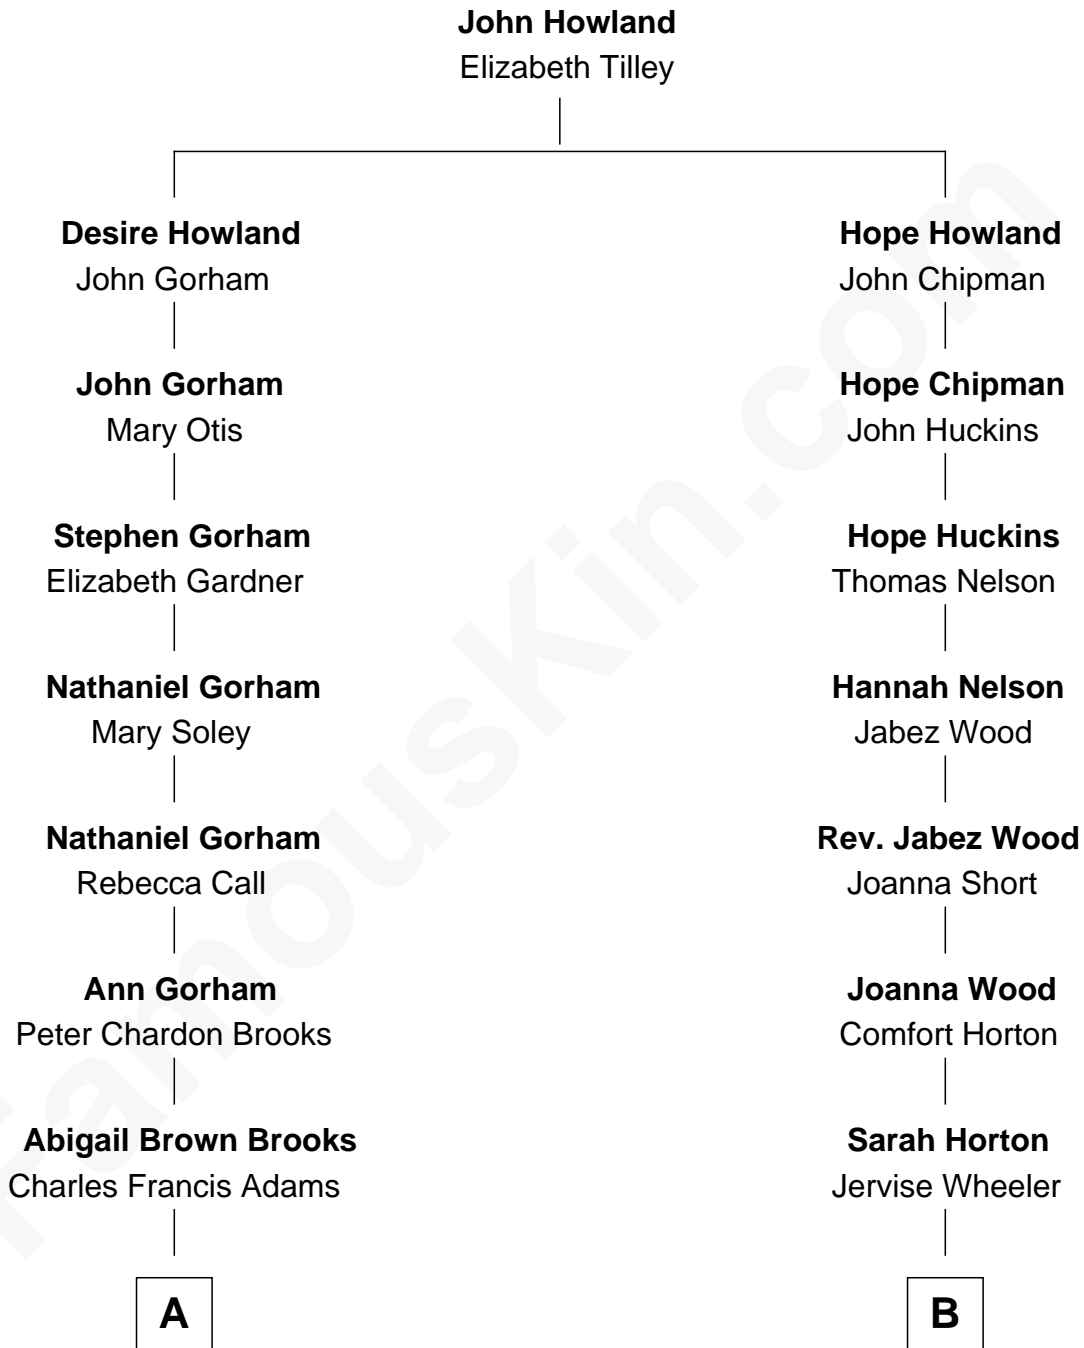 John Howland
Elizabeth Tilley
Desire Howland
John Gorham
John Gorham
Mary Otis
Stephen Gorham
Elizabeth Gardner
Nathaniel Gorham
Mary Soley
Nathaniel Gorham
Rebecca Call
Ann Gorham
Peter Chardon Brooks
Abigail Brown Brooks
Charles Francis Adams
A
Hope Howland
John Chipman
Hope Chipman
John Huckins
Hope Huckins
Thomas Nelson
Hannah Nelson
Jabez Wood
Rev. Jabez Wood
Joanna Short
Joanna Wood
Comfort Horton
Sarah Horton
Jervise Wheeler
B
FamousKin.com